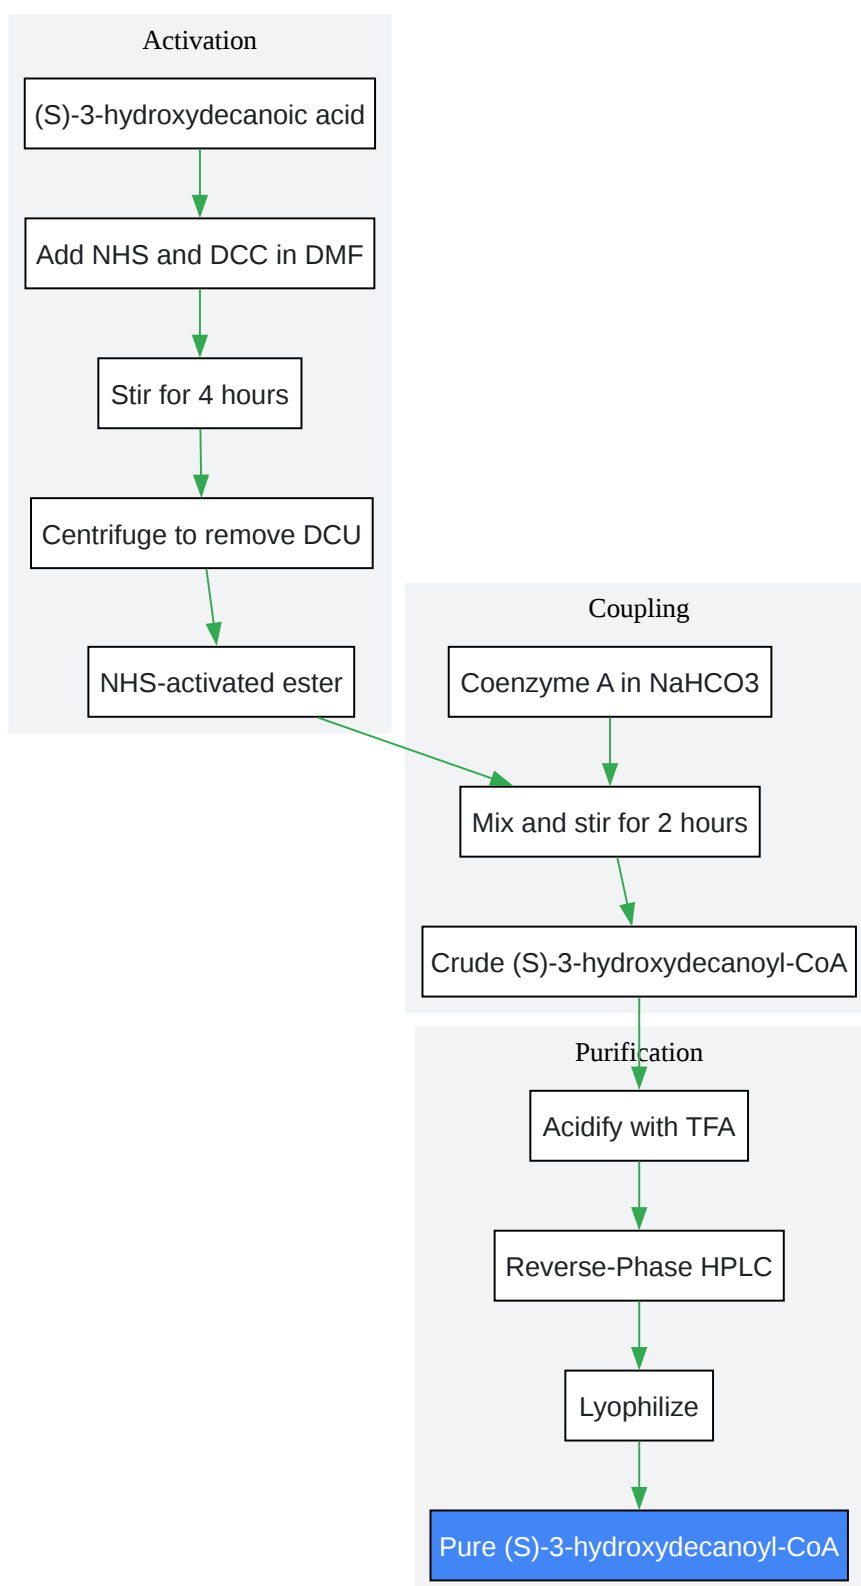 Activation
(S)-3-hydroxydecanoic acid
Add NHS and DCC in DMF
Stir for 4 hours
Centrifuge to remove DCU
NHS-activated ester
Coupling
Coenzyme A in NaHCO3
Mix and stir for 2 hours
Crude (S)-3-hydroxydecanoyl-CoA
Purification
Acidify with TFA
Reverse-Phase HPLC
Lyophilize
Pure (S)-3-hydroxydecanoyl-CoA